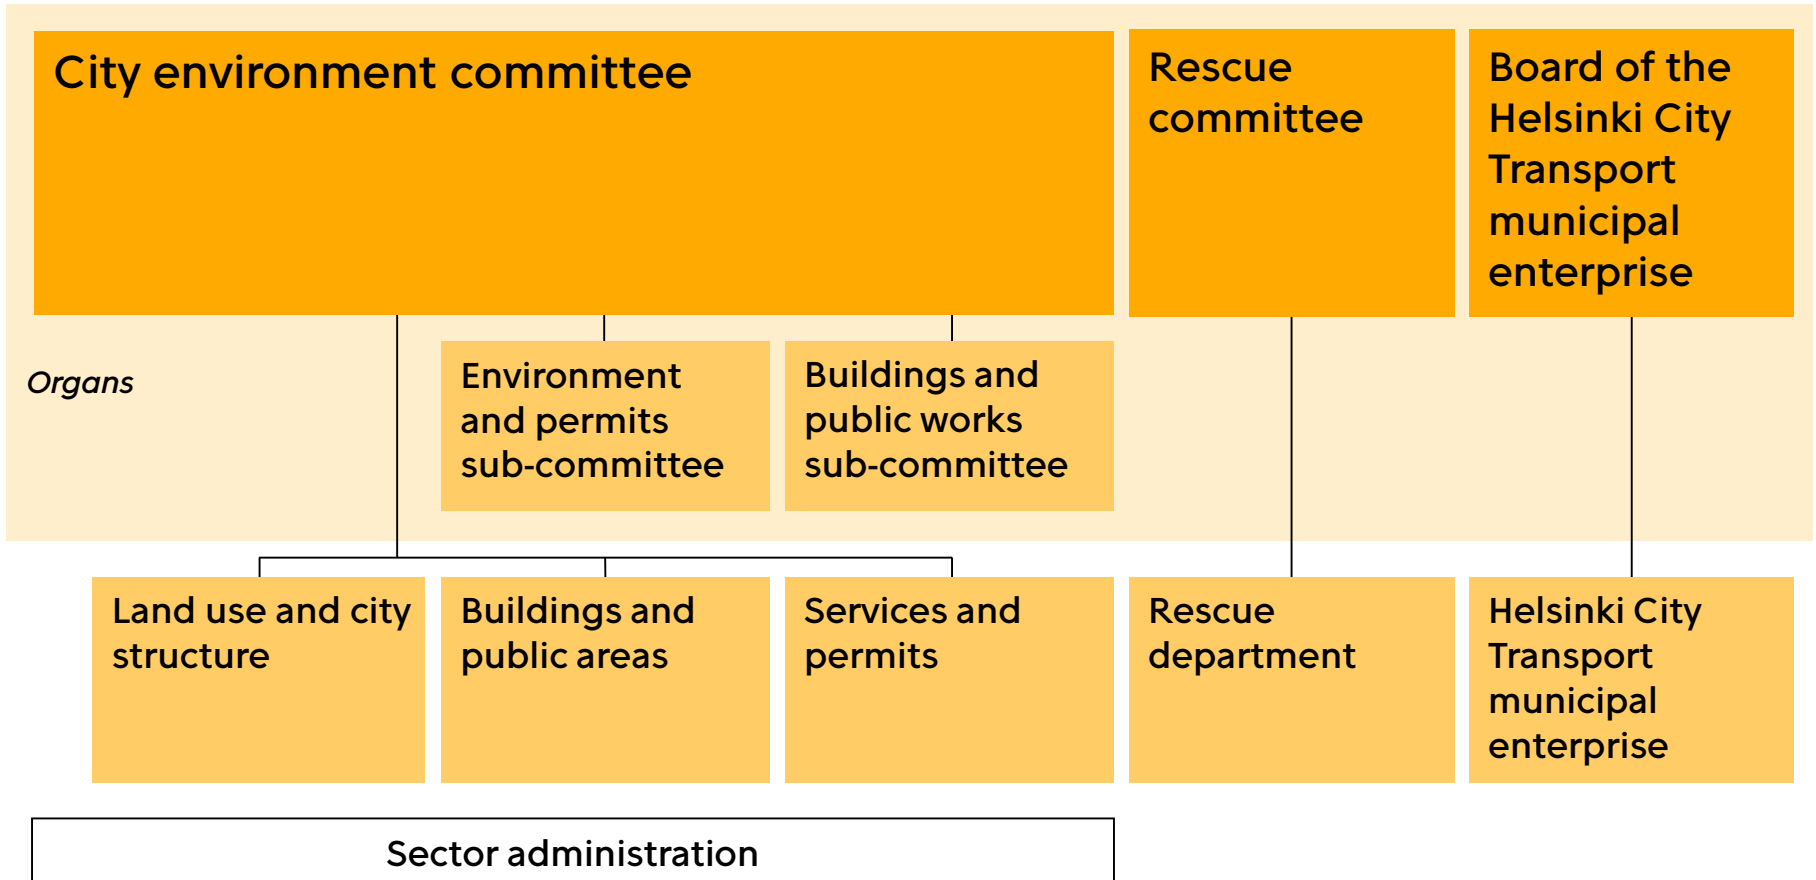 City environment committee
Rescue
committee
Board of the
Helsinki City
Transport
municipal
enterprise
Organs
Environment
and permits
sub-committee
Buildings and
public works
sub-committee
Land use and city
structure
Buildings and
public areas
Services and
permits
Rescue
department
Helsinki City
Transport
municipal
enterprise
Sector administration